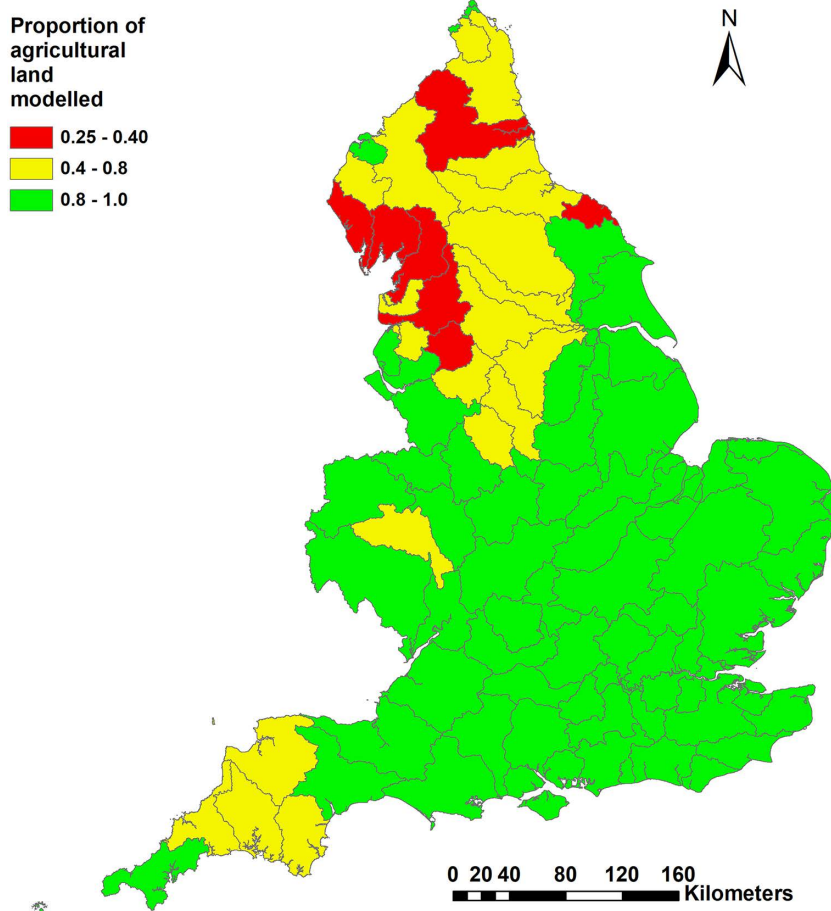 Proportion of
agricultural
land
modelled
0.25 - 0.40
0.4 - 0.8
0.8 - 1.0
N
0 20 40 80 120 160
Kilometers